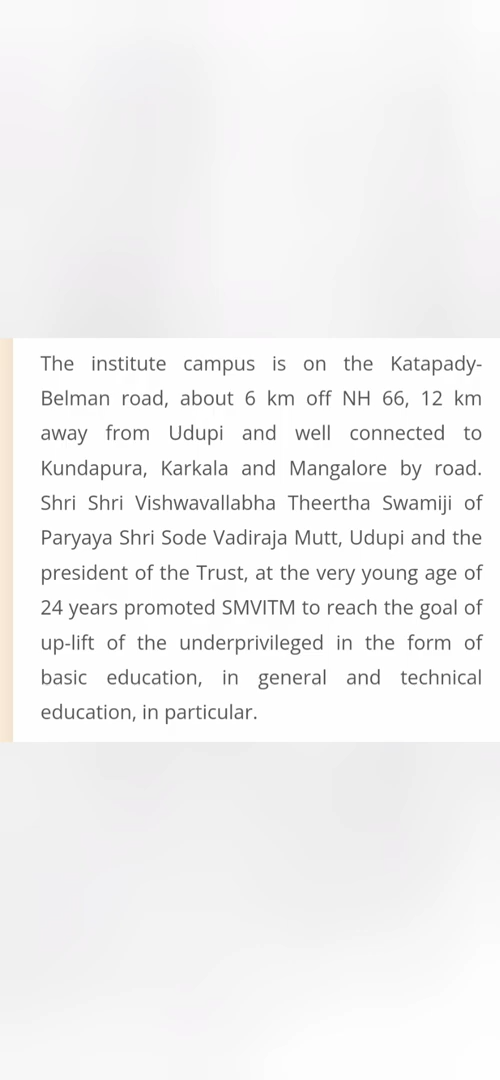 The institute campus is on the Katapady-
Belman road, about 6 km off NH 66, 12 km
away from Udupi and well connected to
Kundapura, Karkala and Mangalore by road.
Shri Shri Vishwavallabha Theertha Swamiji of
Paryaya Shri Sode Vadiraja Mutt, Udupi and the
president of the Trust, at the very young age of
24 years promoted SMVITM to reach the goal of
up-lift of the underprivileged in the form of
basic education, in general and technical
education, in particular.